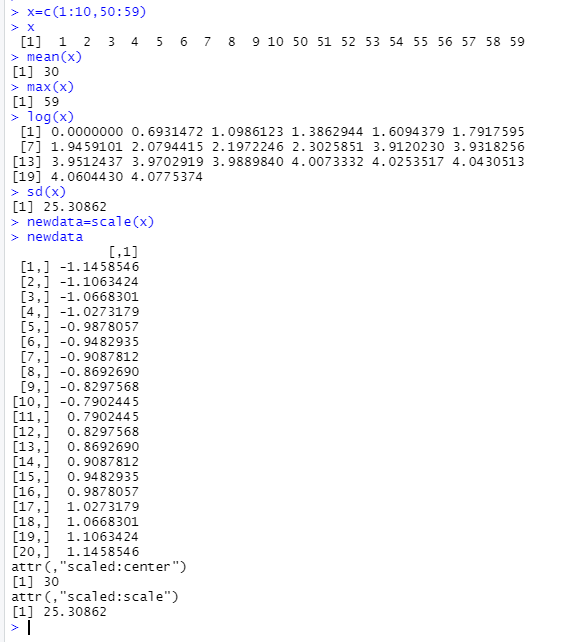 > x=c(1:10,50:59)
> x
[1] 1 2 3 4 5 6 7 8 9 10 50 51 52 53 54 55 56 57 58 59
> mean(x)
[1] 30
> max(x)
[1] 59
> log(x)
[1] 0.0000000 0.6931472 1.0986123 1.3862944 1.6094379 1.7917595
[7] 1.9459101 2.0794415 2.1972246 2.3025851 3.9120230 3.9318256
[13] 3.9512437 3.9702919 3.9889840 4.0073332 4.0253517 4.0430513
[19] 4.0604430 4.0775374
> sd(x)
[1] 25.30862
> newdata=scale(x)
> newdata
[,1]
[1,] -1.1458546
[2,] -1.1063424
[3,] -1.0668301
[4,] -1.0273179
[5,] -0.9878057
[6,] -0.9482935
[7,] -0.9087812
[8,] -0.8692690
[9,] -0.8297568
[10,] -0.7902445
[11,] 0.7902445
[12,] 0.8297568
[13,] 0.8692690
[14,] 0.9087812
[15,] 0.9482935
[16,] 0.9878057
[17,] 1.0273179
[18,] 1.0668301
[19,] 1.1063424
[20,] 1.1458546
attr(,"scaled:center")
[1] 30
attr(,"scaled:scale")
[1] 25.30862
>